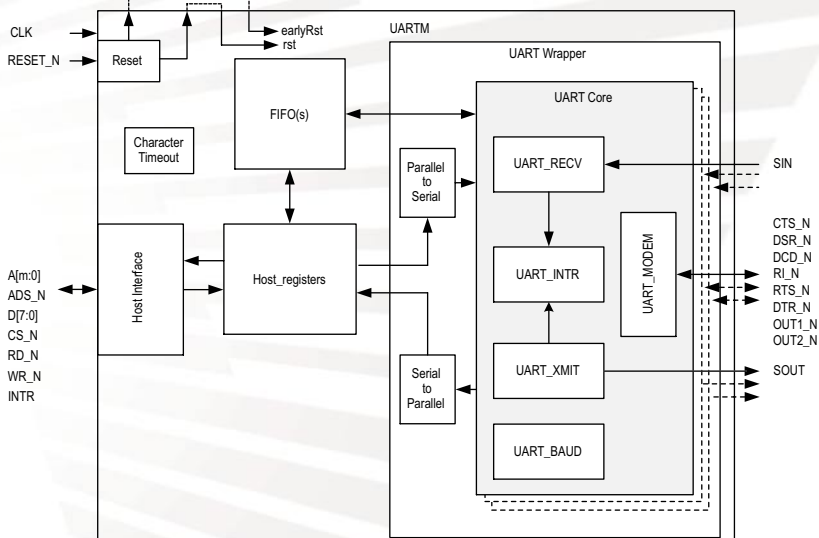 CLK
RESET_N
Reset
earlyRst
rst
UARTM
UART Wrapper
UART Core
FIFO(s)
Character
Timeout
Parallel
to
Serial
UART_RECV
SIN
Host Interface
Host_registers
UART_INTR
UART_MODEM
A[m:0]
ADS_N
D[7:0]
CS_N
RD_N
WR_N
INTR
CTS_N
DSR_N
DCD_N
RI_N
RTS_N
DTR_N
OUT1_N
OUT2_N
Serial
to
Parallel
UART_XMIT
SOUT
UART_BAUD